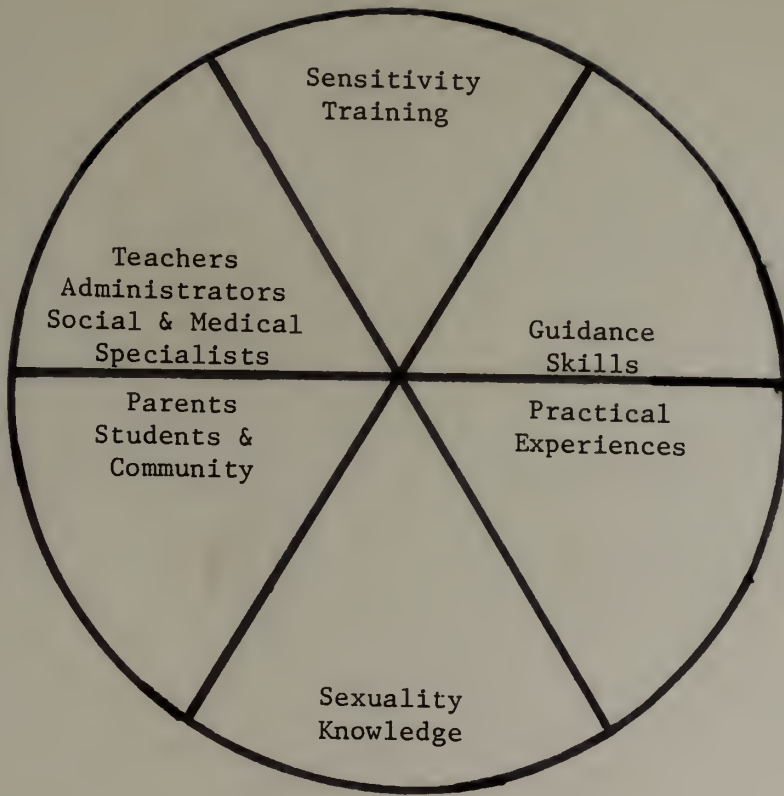 Sensitivity
Training
Teachers
Administrators
Social & Medical
Specialists
Guidance
Skills
Parents
Students &
Community
Practical
Experiences
Sexuality
Knowledge